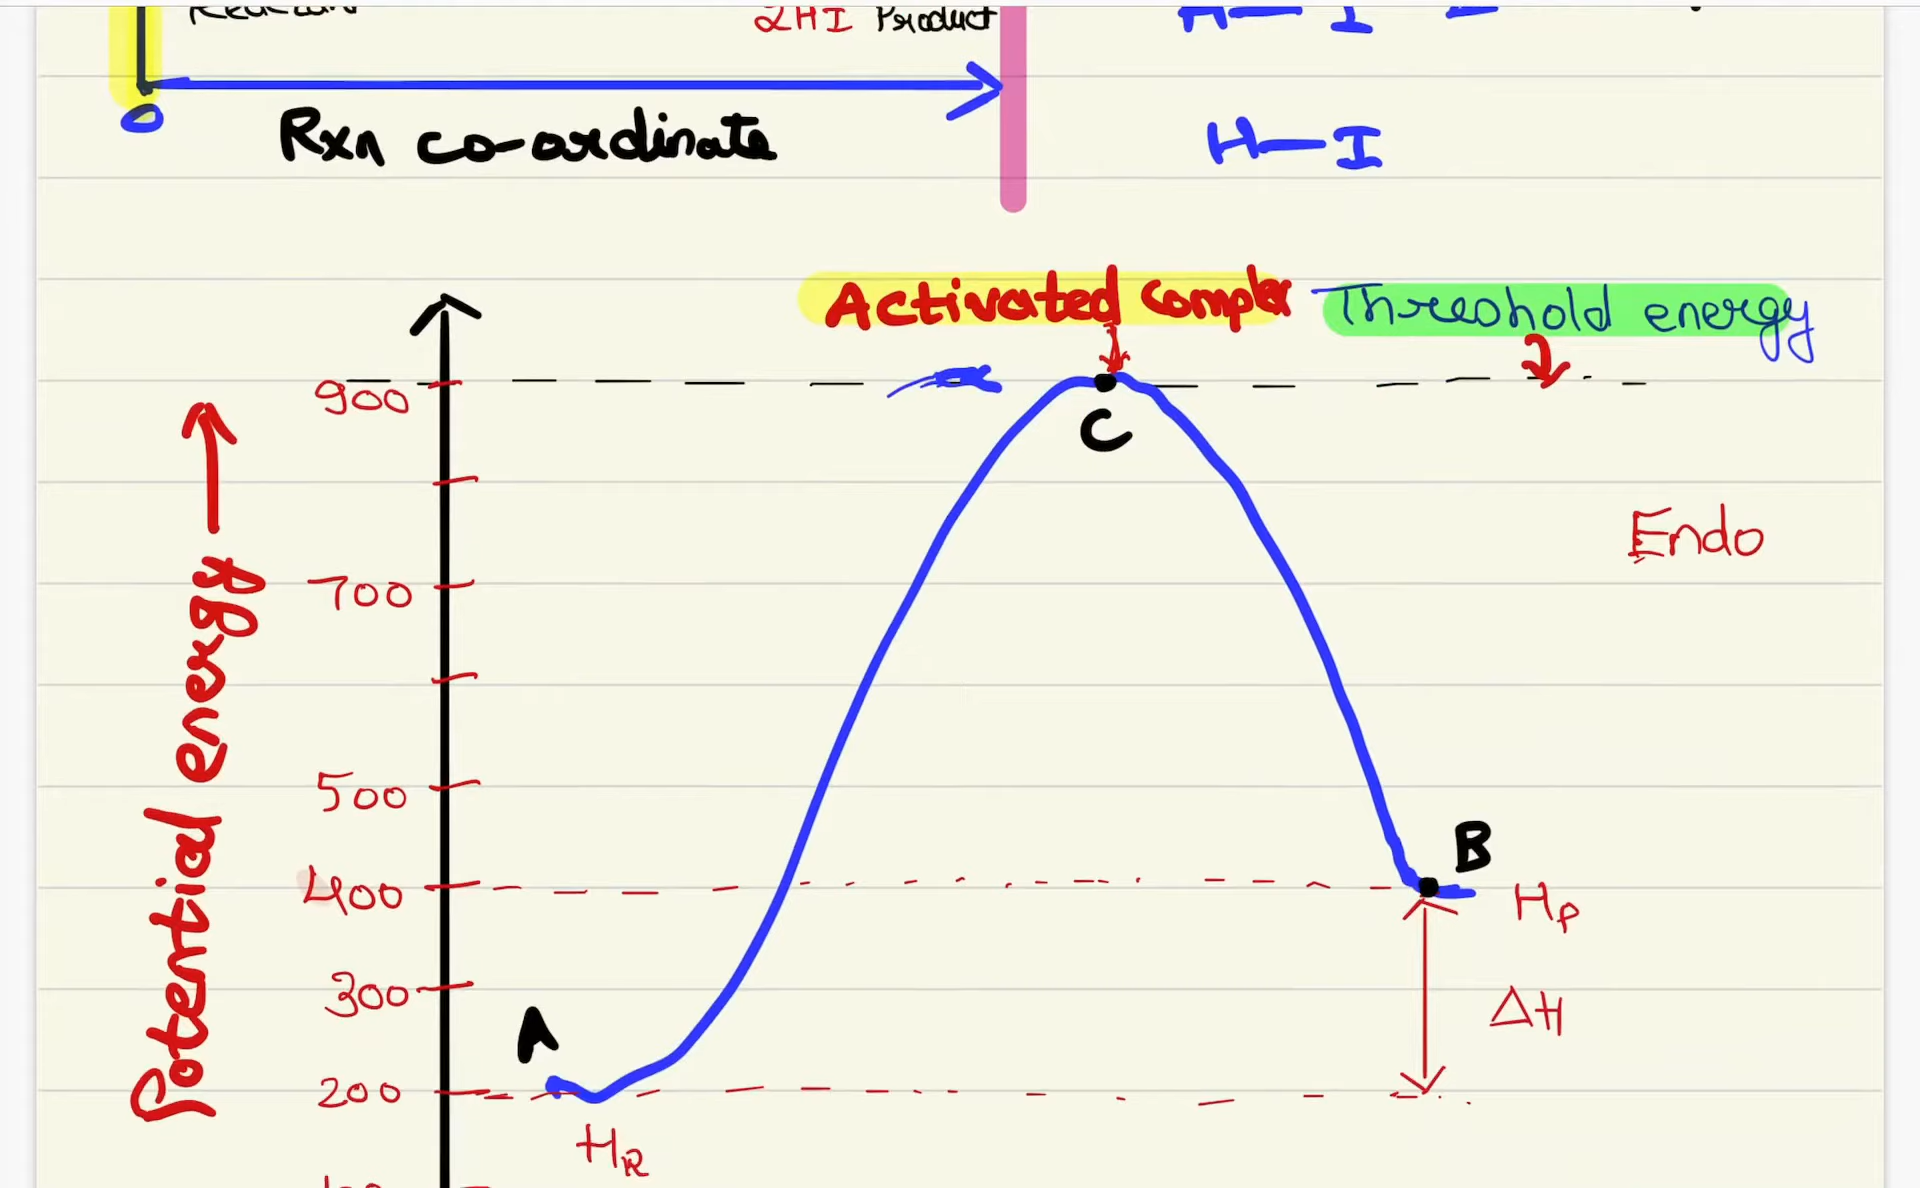 2HI Product
H—I
Rxn co-ordinate
H—I
Activated complex
Threshold energy
900
C
Endo
700
Potential energy
500
B
400
Hp
300
ΔH
A
200
HR